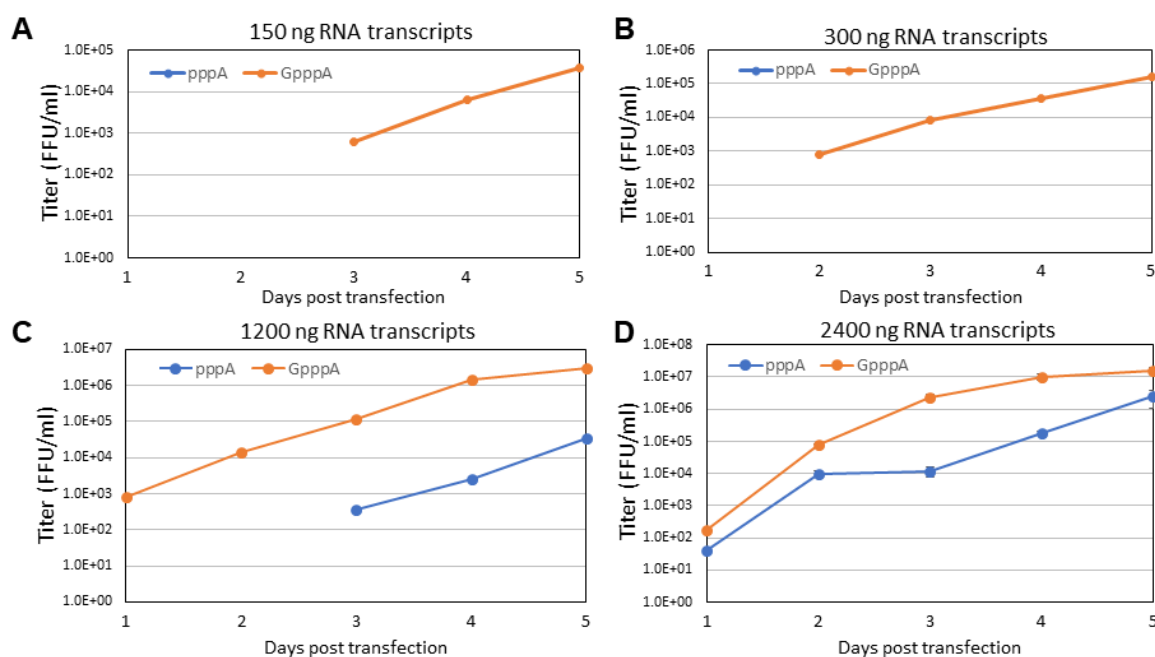 A
150 ng RNA transcripts
pppA GpppA
Titer (FFU/ml)
1.0E+05
1.0E+04
1.0E+03
1.0E+02
1.0E+01
1.0E+00
1 2 3 4 5
Days post transfection
B
300 ng RNA transcripts
pppA GpppA
Titer (FFU/ml)
1.0E+06
1.0E+05
1.0E+04
1.0E+03
1.0E+02
1.0E+01
1.0E+00
1 2 3 4 5
Days post transfection
C
1200 ng RNA transcripts
pppA GpppA
Titer (FFU/ml)
1.0E+07
1.0E+06
1.0E+05
1.0E+04
1.0E+03
1.0E+02
1.0E+01
1.0E+00
1 2 3 4 5
Days post transfection
D
2400 ng RNA transcripts
pppA GpppA
Titer (FFU/ml)
1.0E+08
1.0E+07
1.0E+06
1.0E+05
1.0E+04
1.0E+03
1.0E+02
1.0E+01
1.0E+00
1 2 3 4 5
Days post transfection